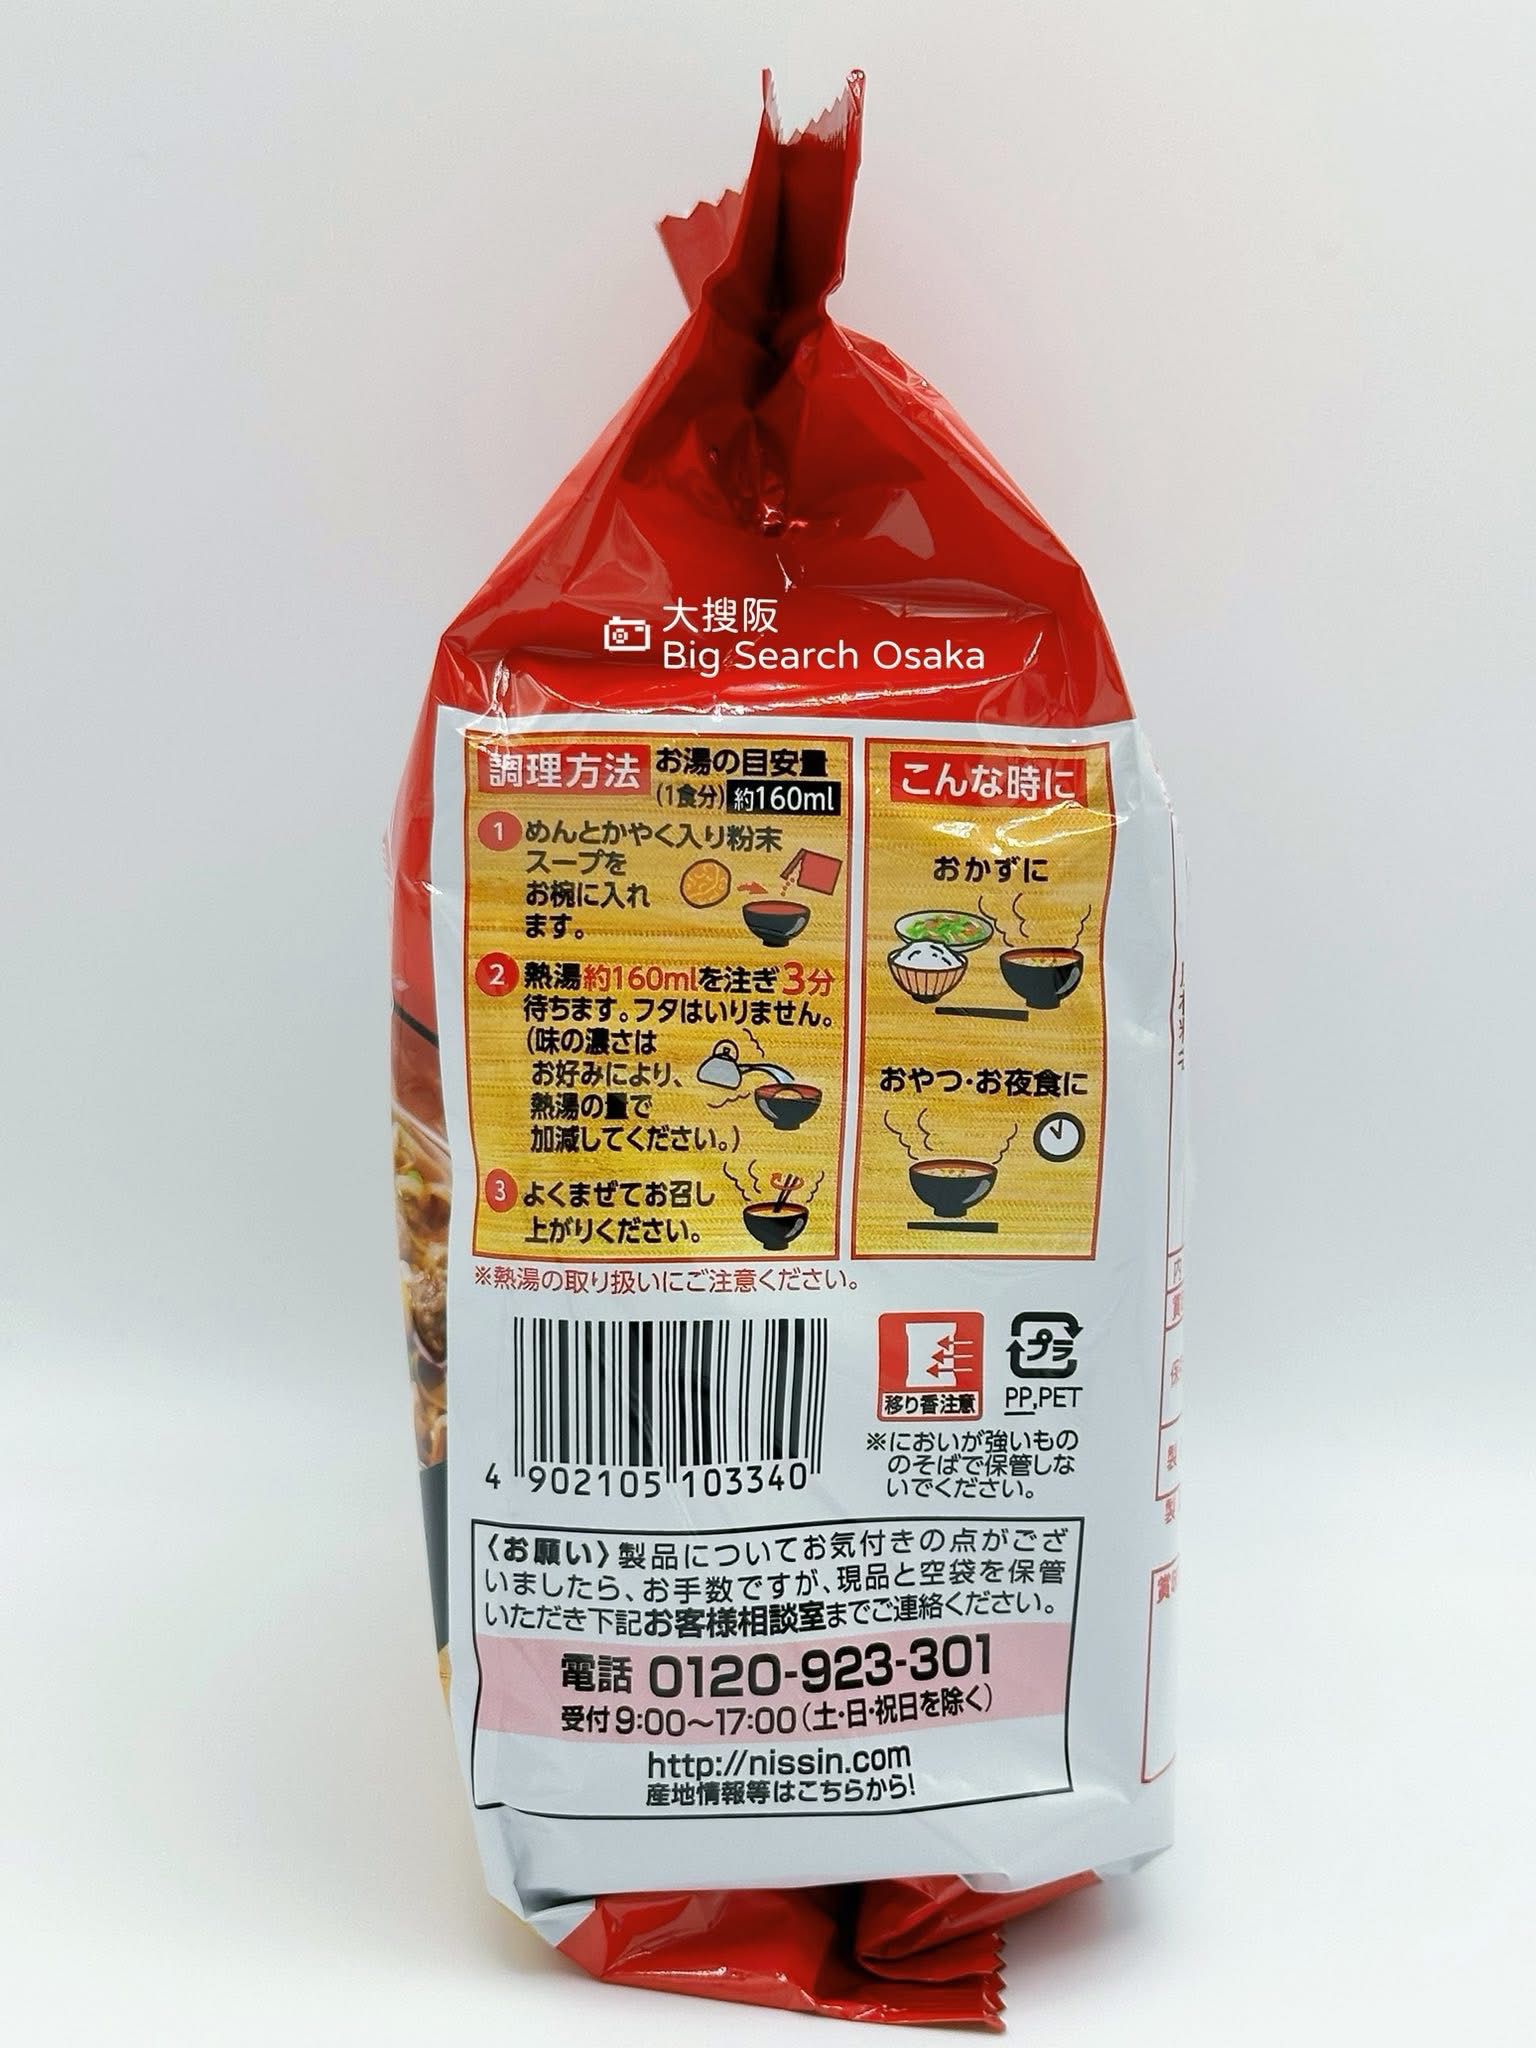 大搜阪
Big Search Osaka
調理方法
お湯の目安量
(1食分)約160ml
1 めんとかやく入り粉末
スープを
お椀に入れ
ます。
2 熱湯約160mlを注ぎ3分
待ちます。フタはいりません。
(味の濃さは
お好みにより、
熱湯の量で
加減してください。)
3 よくまぜてお召し
上がりください。
こんな時に
おかずに
おやつ・お夜食に
※熱湯の取り扱いにご注意ください。
4 902105 103340
移り香注意
プラ
PP,PET
※においが強いもの
のそばで保管しな
いでください。
〈お願い〉製品についてお気付きの点がござ
いましたら、お手数ですが、現品と空袋を保管
いただき下記お客様相談室までご連絡ください。
電話 0120-923-301
受付9:00～17:00(土・日・祝日を除く)
http://nissin.com
産地情報等はこちらから!